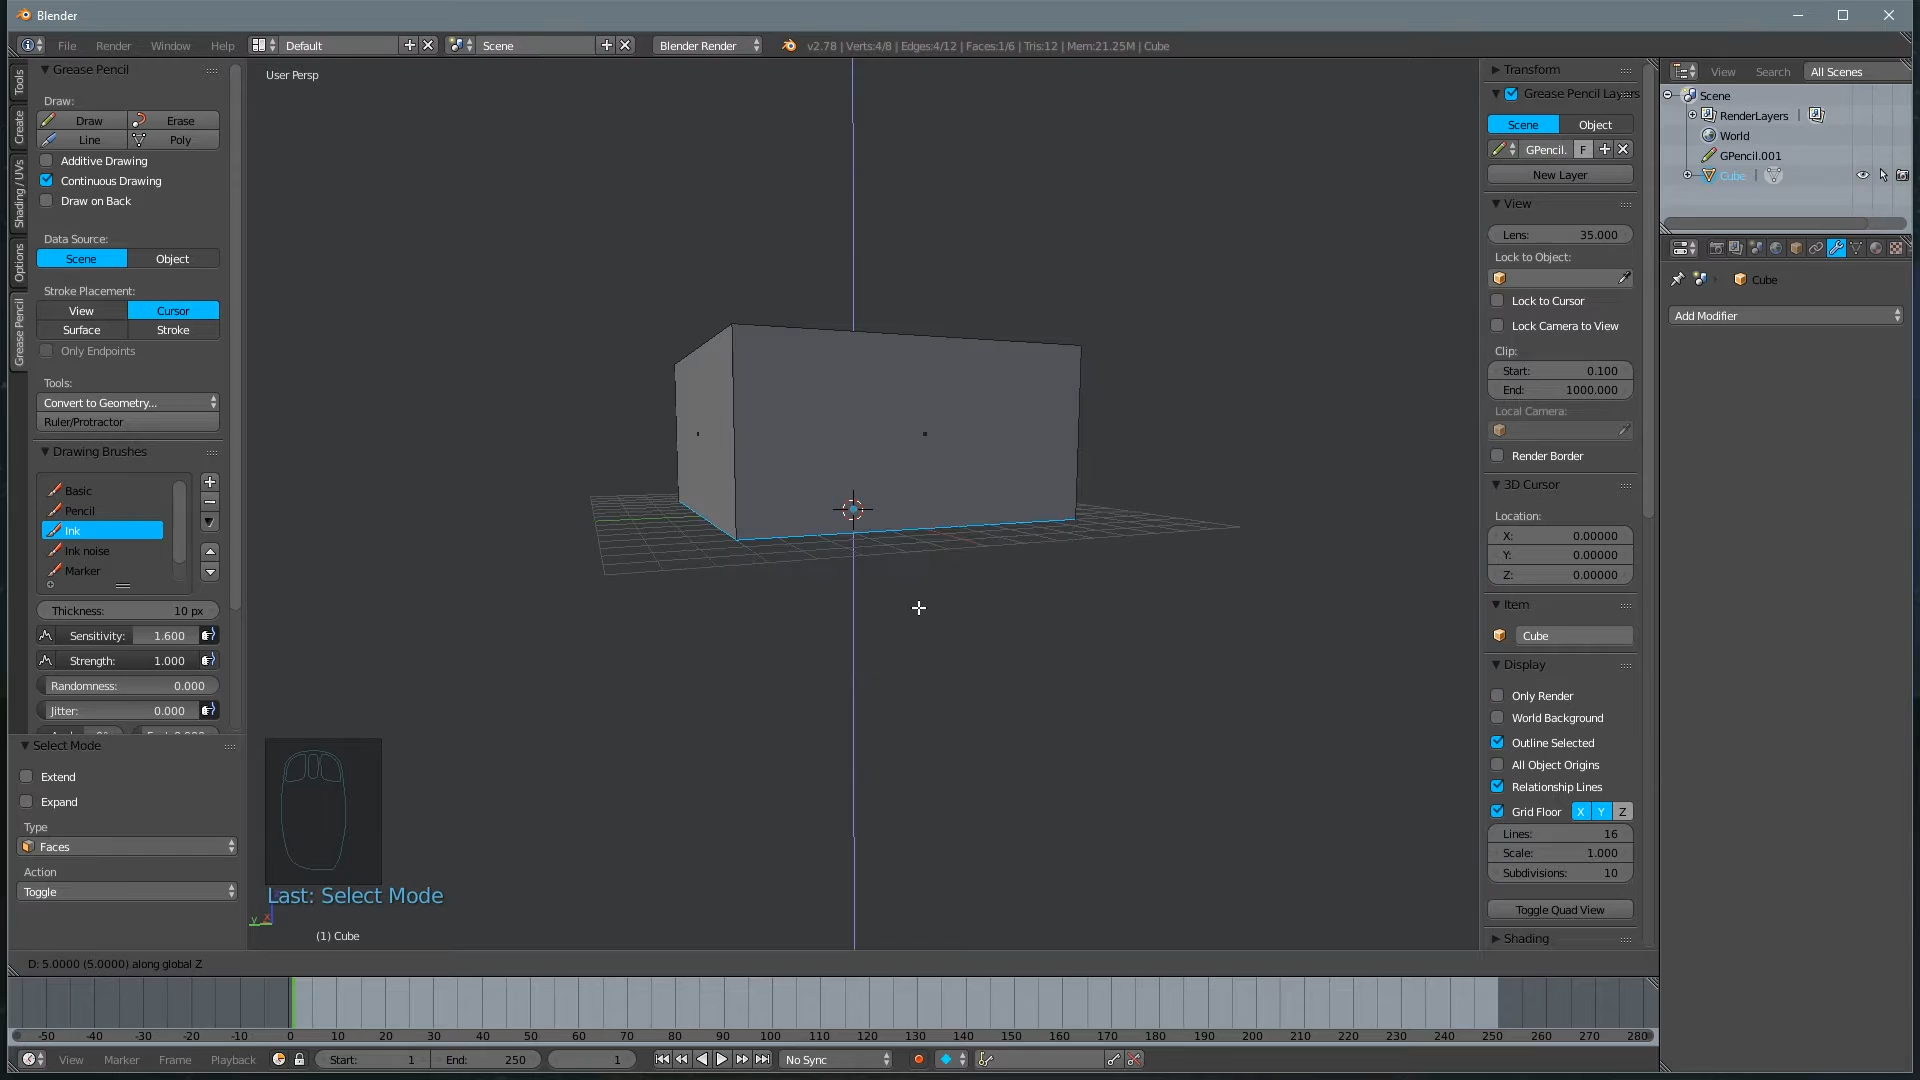 Blender
File Render Window Help Default Scene Blender Render v2.78 | Verts:4/8 | Edges:4/12 | Faces:1/6 | Tris:12 | Mem:21.25M | Cube
Tools
Create
Shading / UVs
Options
Grease Pencil
Grease Pencil
Draw:
Draw Erase
Line Poly
Additive Drawing
Continuous Drawing
Draw on Back
Data Source:
Scene Object
Stroke Placement:
View Cursor
Surface Stroke
Only Endpoints
Tools:
Convert to Geometry...
Ruler/Protractor
Drawing Brushes
Basic
Pencil
Ink
Ink noise
Marker
Thickness: 10 px
Sensitivity: 1.600
Strength: 1.000
Randomness: 0.000
Jitter: 0.000
Select Mode
Extend
Expand
Type
Faces
Action
Toggle
User Persp
Last: Select Mode
y x
(1) Cube
D: 5.0000 (5.0000) along global Z
Transform
Grease Pencil Layers
Scene Object
GPencil. F
New Layer
View
Lens: 35.000
Lock to Object:
Lock to Cursor
Lock Camera to View
Clip:
Start: 0.100
End: 1000.000
Local Camera:
Render Border
3D Cursor
Location:
X: 0.00000
Y: 0.00000
Z: 0.00000
Item
Cube
Display
Only Render
World Background
Outline Selected
All Object Origins
Relationship Lines
Grid Floor X Y Z
Lines: 16
Scale: 1.000
Subdivisions: 10
Toggle Quad View
Shading
View Search All Scenes
Scene
RenderLayers |
World
GPencil.001
Cube |
Cube
Add Modifier
-50 -40 -30 -20 -10 0 10 20 30 40 50 60 70 80 90 100 110 120 130 140 150 160 170 180 190 200 210 220 230 240 250 260 270 280
View Marker Frame Playback Start: 1 End: 250 1 No Sync